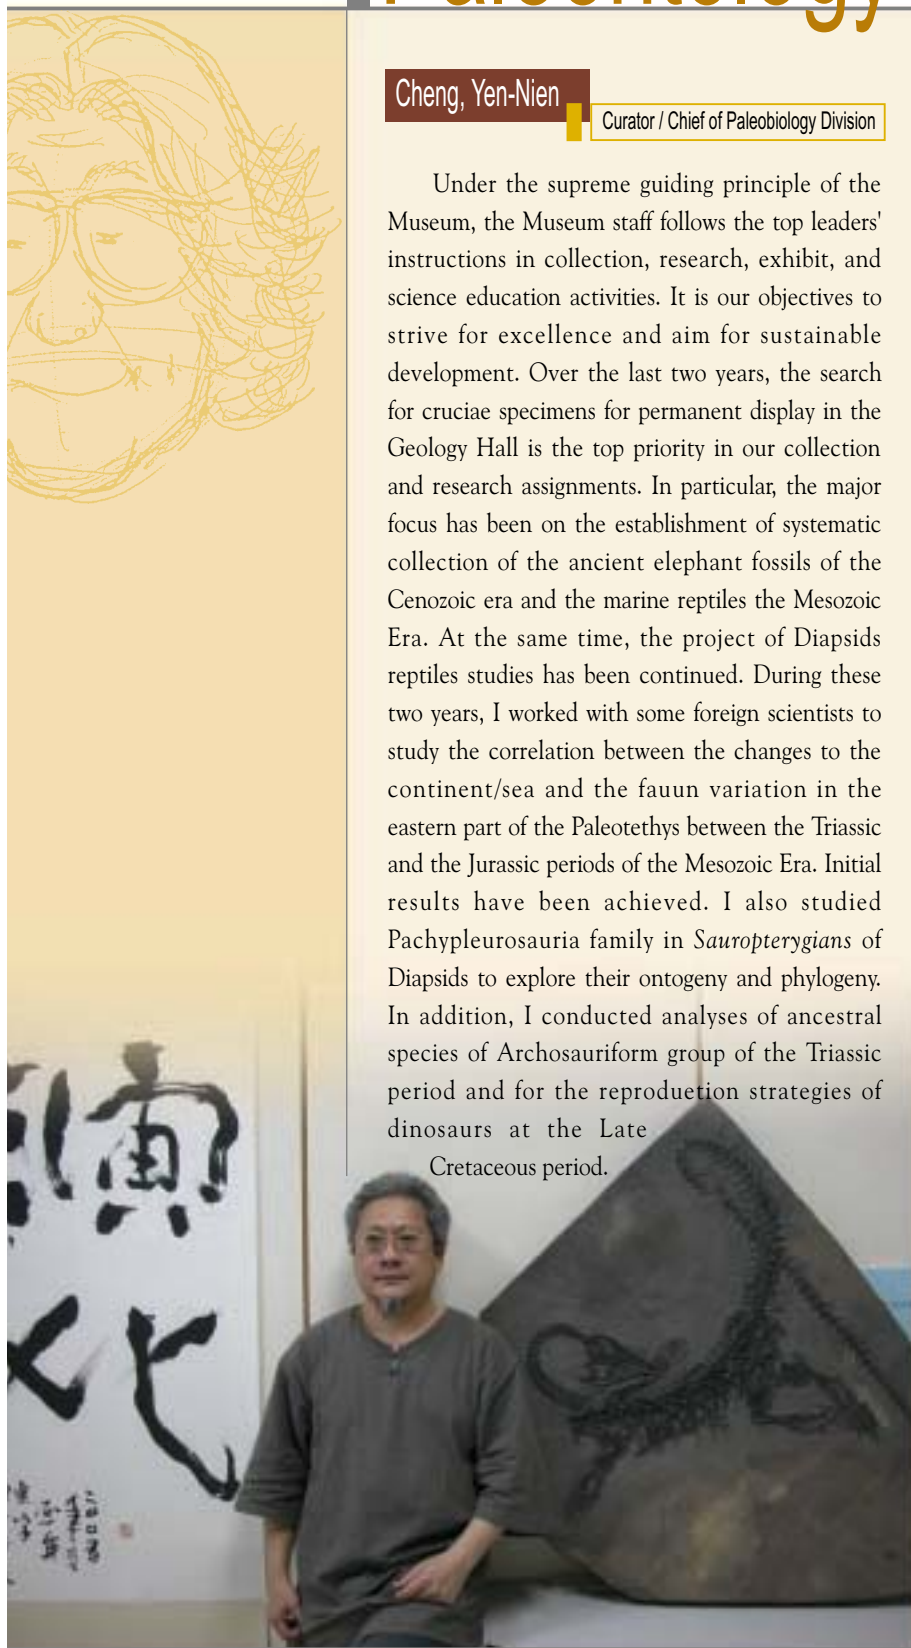 Paleontology
Cheng, Yen-Nien
Curator / Chief of Paleobiology Division
Under the supreme guiding principle of the
Museum, the Museum staff follows the top leaders'
instructions in collection, research, exhibit, and
science education activities. It is our objectives to
strive for excellence and aim for sustainable
development. Over the last two years, the search
for cruciae specimens for permanent display in the
Geology Hall is the top priority in our collection
and research assignments. In particular, the major
focus has been on the establishment of systematic
collection of the ancient elephant fossils of the
Cenozoic era and the marine reptiles the Mesozoic
Era. At the same time, the project of Diapsids
reptiles studies has been continued. During these
two years, I worked with some foreign scientists to
study the correlation between the changes to the
continent/sea and the fauun variation in the
eastern part of the Paleotethys between the Triassic
and the Jurassic periods of the Mesozoic Era. Initial
results have been achieved. I also studied
Pachypleurosauria family in Sauropterygians of
Diapsids to explore their ontogeny and phylogeny.
In addition, I conducted analyses of ancestral
species of Archosauriform group of the Triassic
period and for the reproduetion strategies of
dinosaurs at the Late
Cretaceous period.
演
化